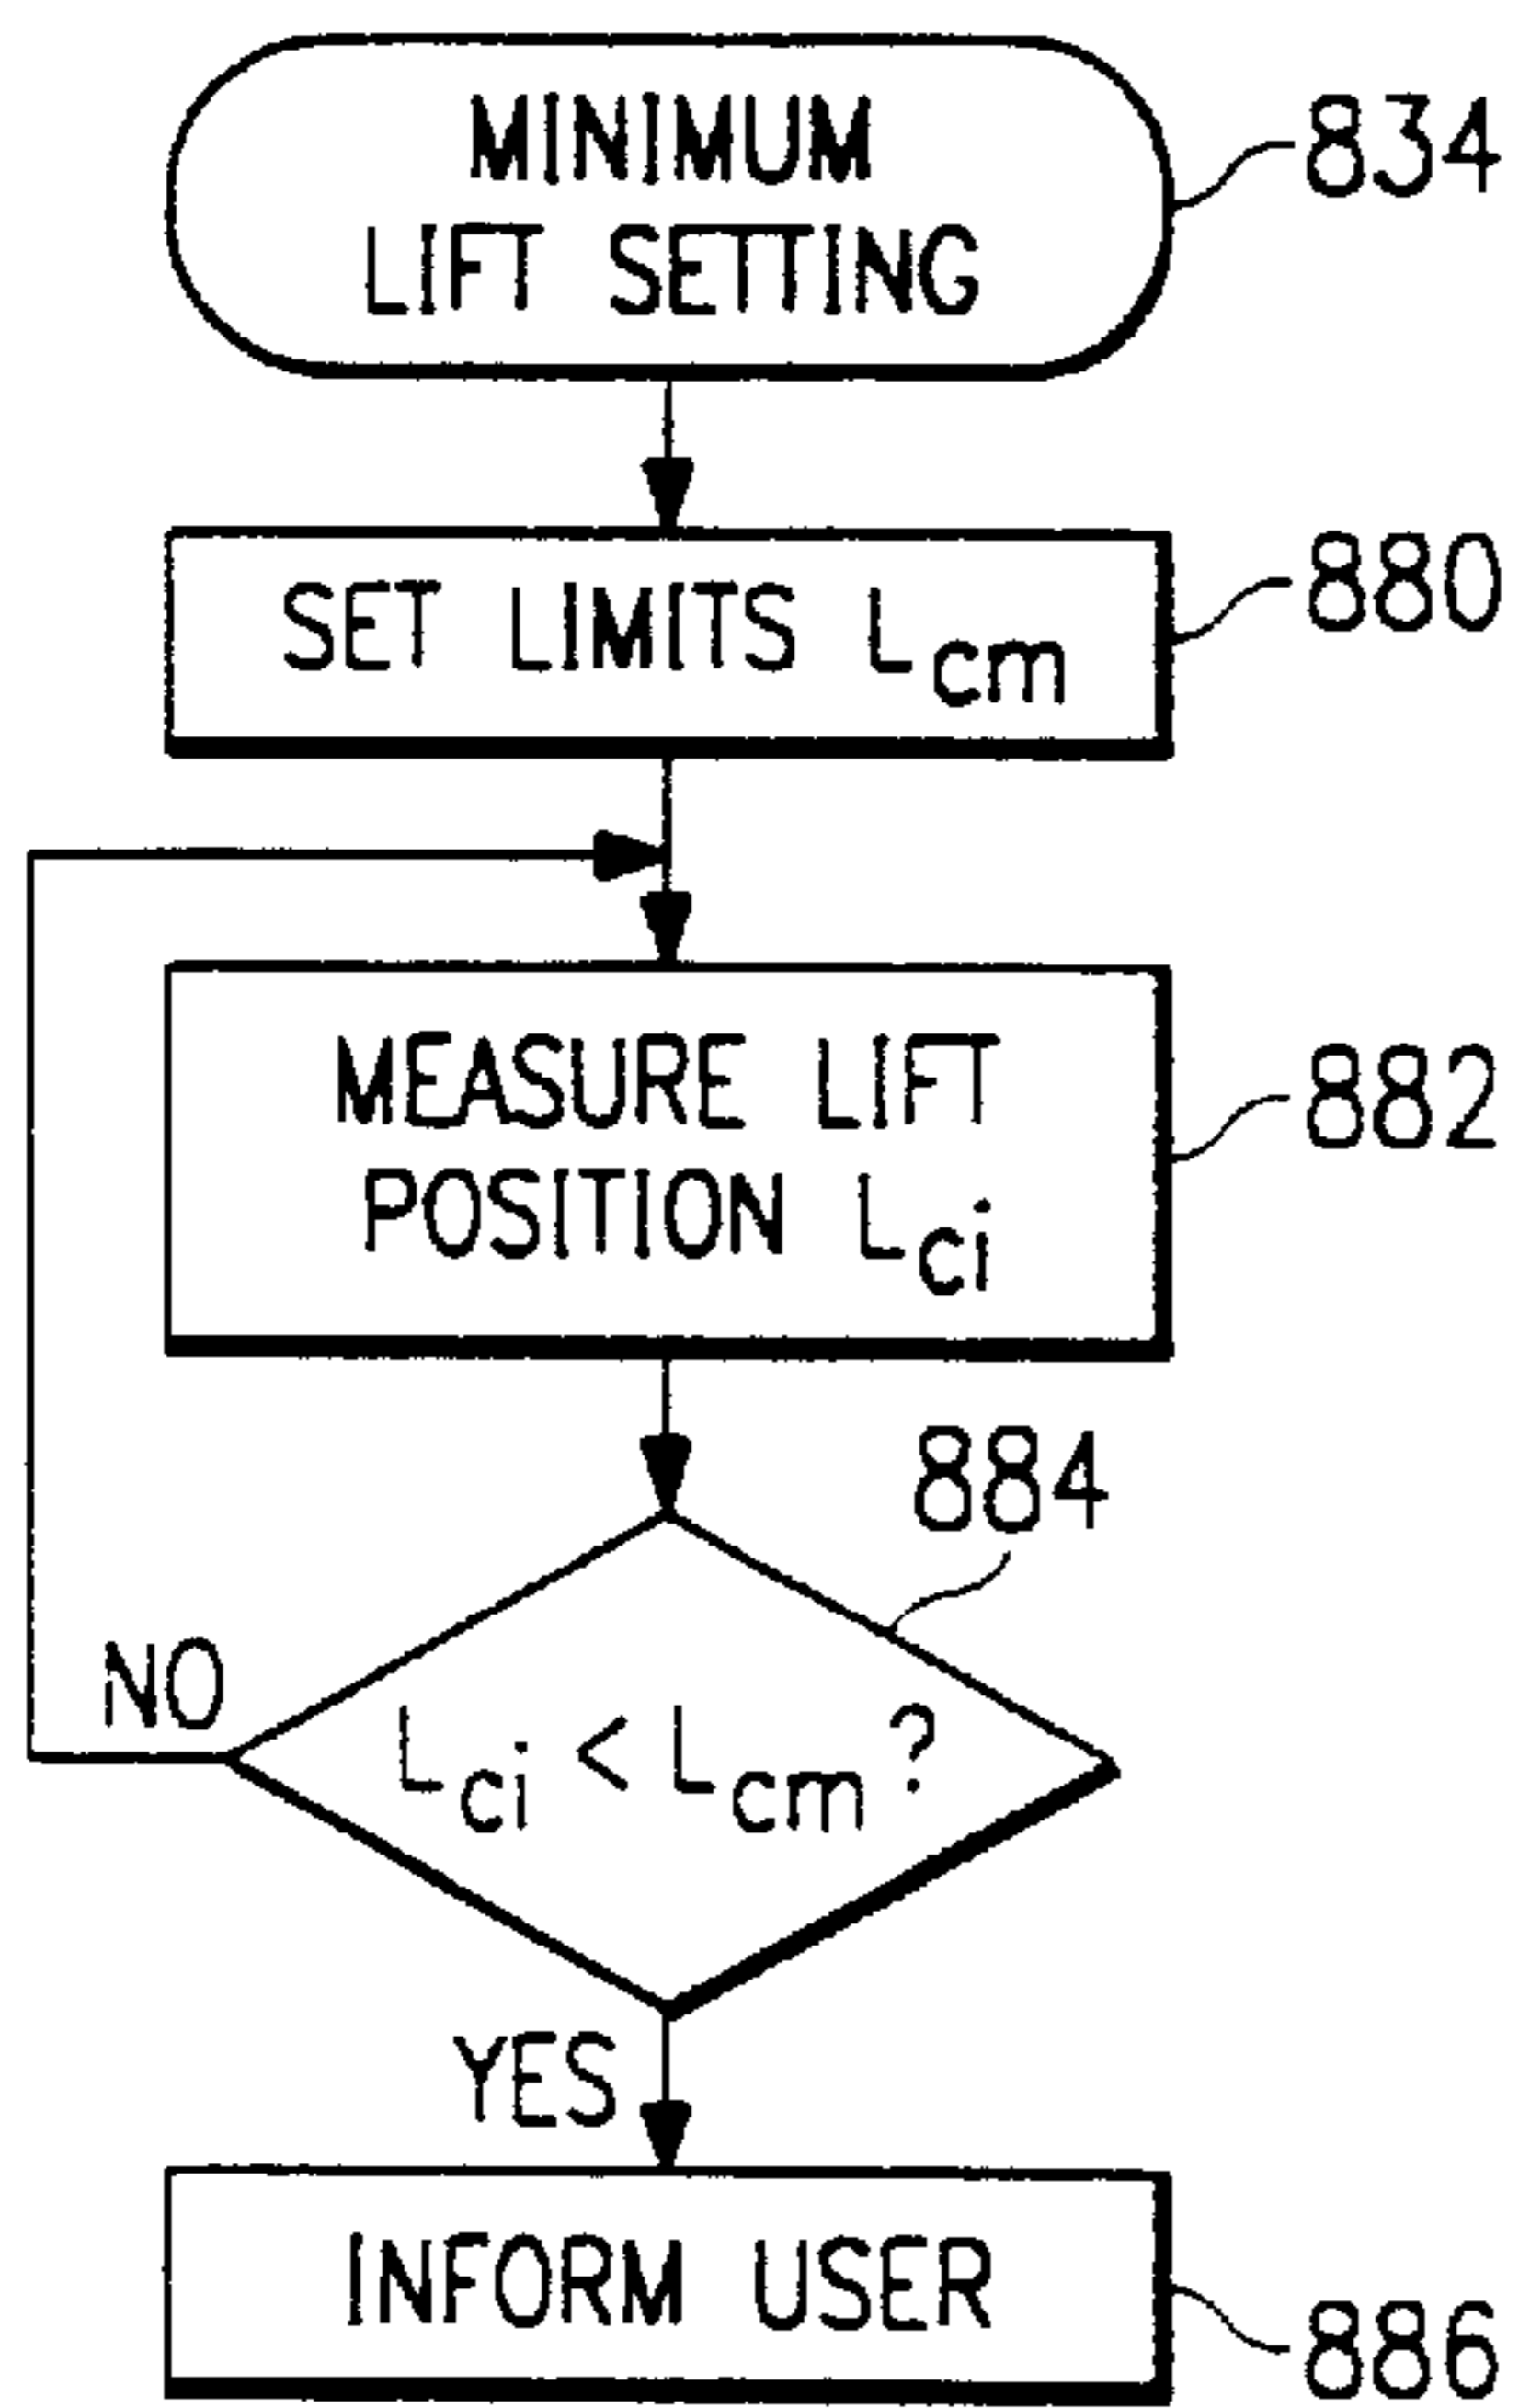 MINIMUM
LIFT SETTING
834
SET LIMITS Lcm
880
MEASURE LIFT
POSITION Lci
882
884
NO
Lci < Lcm ?
YES
INFORM USER
886